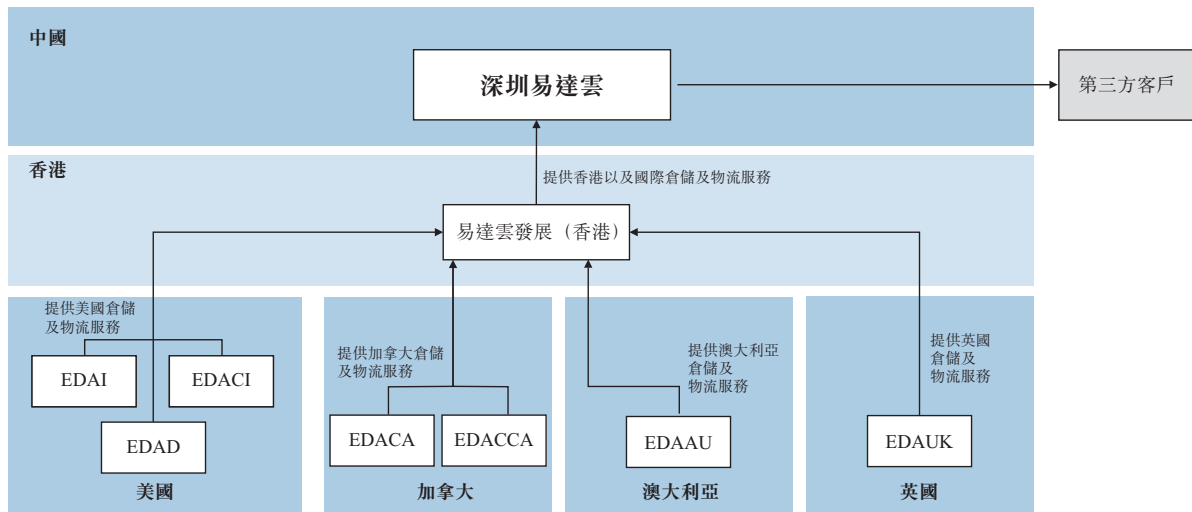 中國
深圳易達雲
第三方客戶
香港
提供香港以及國際倉儲及物流服務
易達雲發展（香港）
提供美國倉儲
及物流服務
EDAI
EDACI
EDAD
美國
提供加拿大倉儲
及物流服務
EDACA
EDACCA
加拿大
提供澳大利亞
倉儲及
物流服務
EDAAU
澳大利亞
提供英國
倉儲及
物流服務
EDAUK
英國